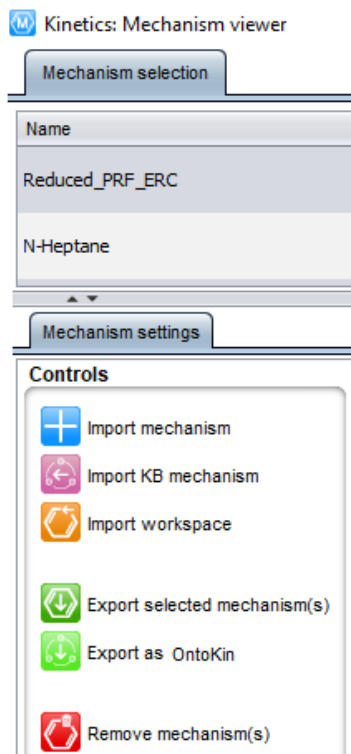 Kinetics: Mechanism viewer
Mechanism selection
Name
Reduced_PRF_ERC
N-Heptane
Mechanism settings
Controls
Import mechanism
Import KB mechanism
Import workspace
Export selected mechanism(s)
Export as OntoKin
Remove mechanism(s)